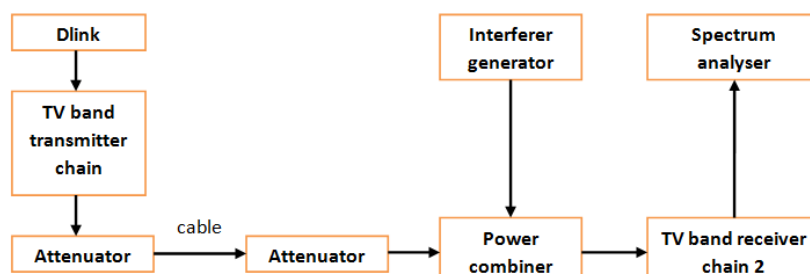 Dlink
TV band
transmitter
chain
Attenuator
cable
Attenuator
Interferer
generator
Power
combiner
Spectrum
analyser
TV band receiver
chain 2